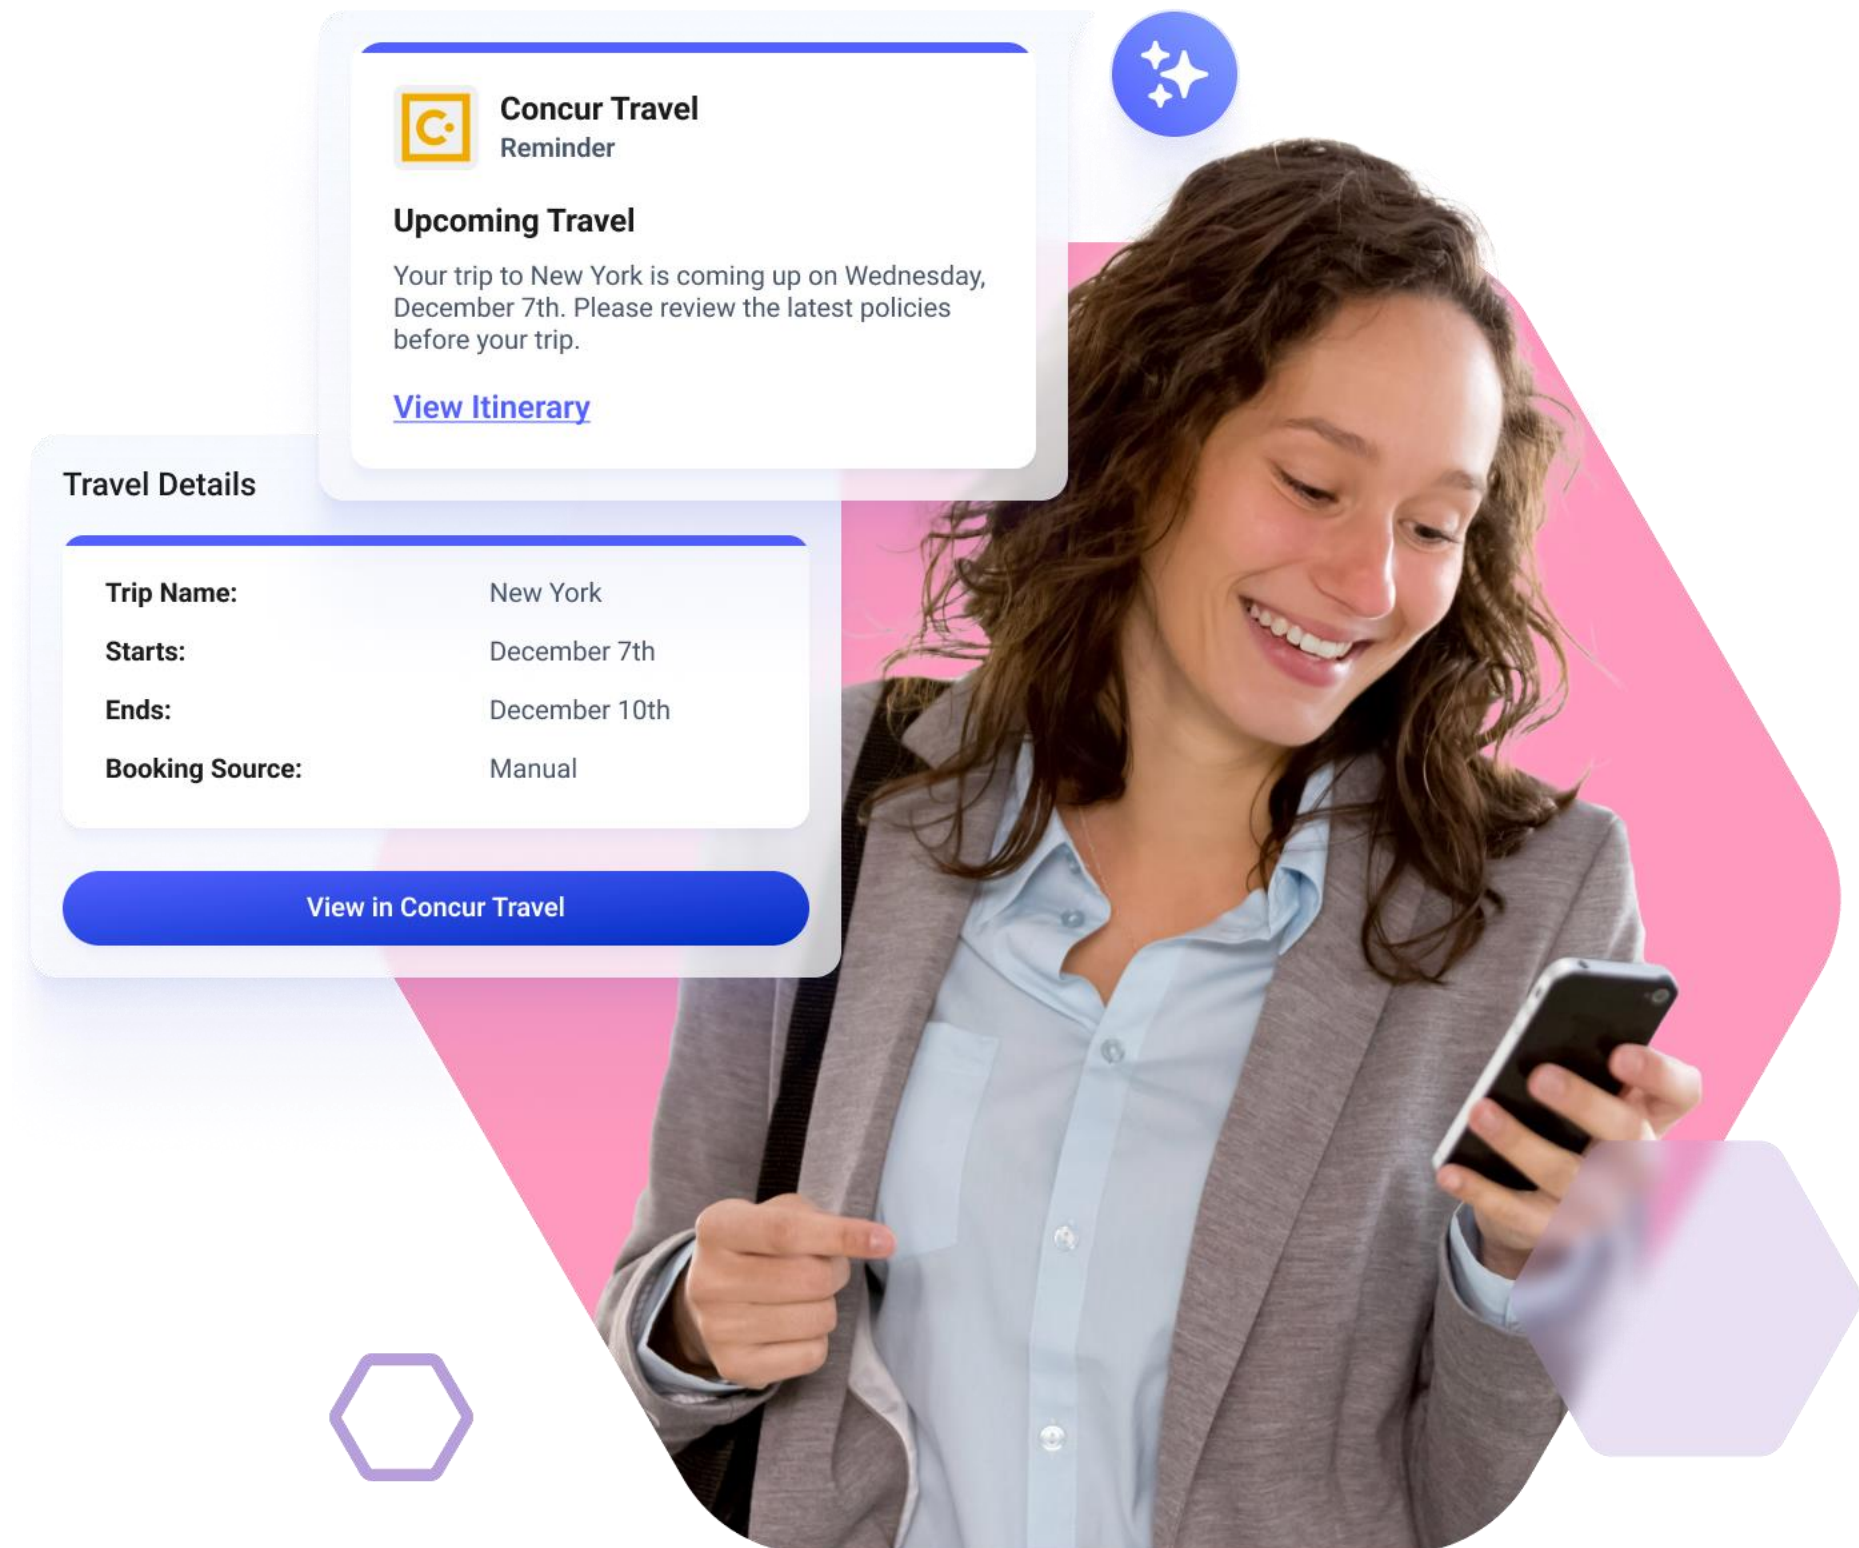 Concur Travel
Reminder
Upcoming Travel
Your trip to New York is coming up on Wednesday,
December 7th. Please review the latest policies
before your trip.
View Itinerary
Travel Details
Trip Name: New York
Starts: December 7th
Ends: December 10th
Booking Source: Manual
View in Concur Travel